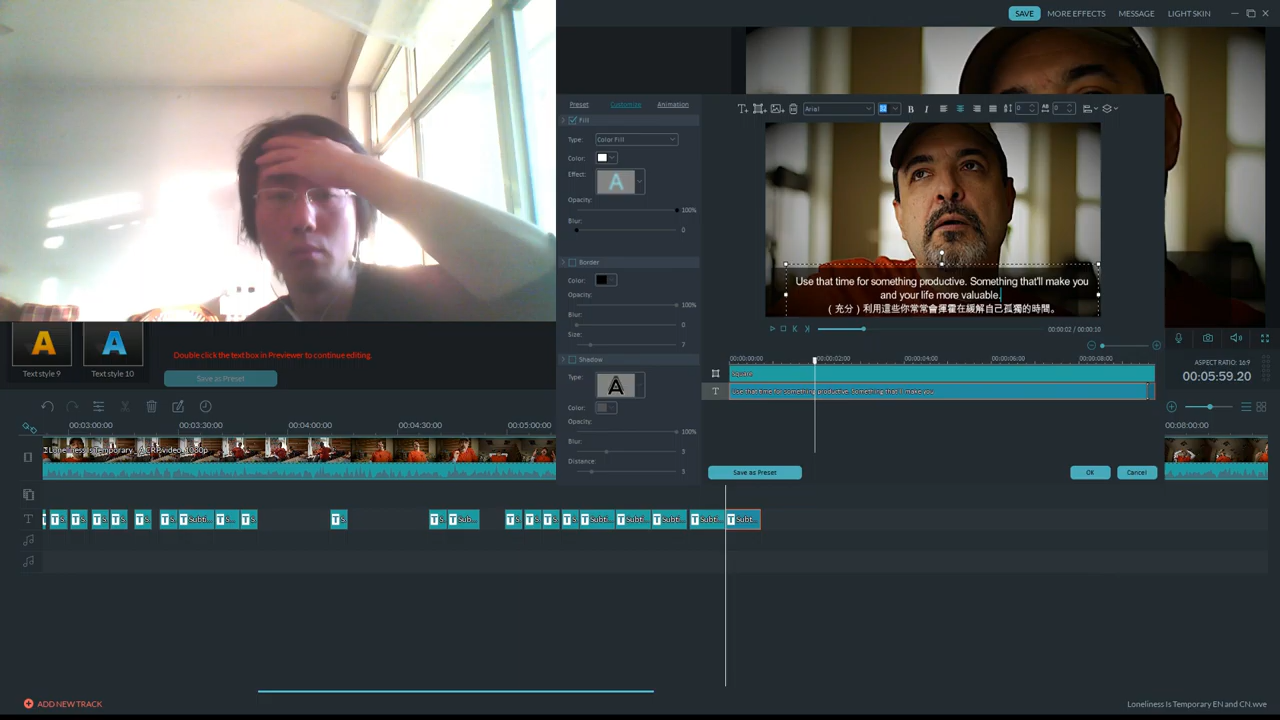 SAVE
MORE EFFECTS
MESSAGE
LIGHT SKIN
Preset
Customize
Animation
Arial
B
I
0
0
Fill
Type:
Color Fill
Color:
Effect:
A
Opacity:
100%
Blur:
0
Border
Color:
Opacity:
100%
Blur:
0
Size:
7
Shadow
Type:
A
Color:
Opacity:
100%
Blur:
3
Distance:
5
Use that time for something productive. Something that'll make you
and your life more valuable.
（充分）利用這些你常常會揮霍在緩解自己孤獨的時間。
00:00:02 / 00:00:10
00:00:00:00
00:00:02:00
00:00:04:00
00:00:06:00
00:00:08:00
Square
T
Use that time for something productive. Something that'll make you
Save as Preset
OK
Cancel
ASPECT RATIO: 16:9
00:05:59.20
A
A
Text style 9
Text style 10
Double click the text box in Previewer to continue editing.
Save as Preset
00:03:00:00
00:03:30:00
00:04:00:00
00:04:30:00
00:05:00:00
00:08:00:00
Loneliness Is Temporary
T
T S..
T Subti...
T Subti...
T Subti...
ADD NEW TRACK
Loneliness Is Temporary EN and CN.wve